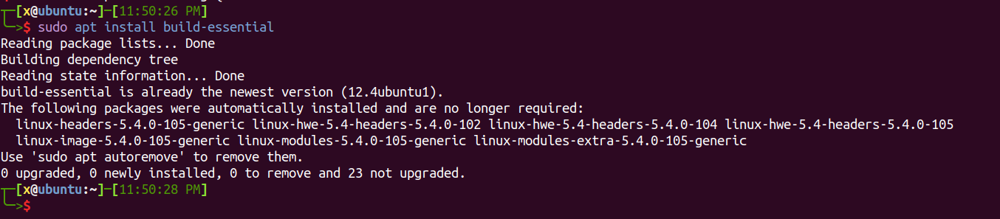 [x@ubuntu:~]-[11:50:26 PM]
>$ sudo apt install build-essential
Reading package lists... Done
Building dependency tree
Reading state information... Done
build-essential is already the newest version (12.4ubuntu1).
The following packages were automatically installed and are no longer required:
linux-headers-5.4.0-105-generic linux-hwe-5.4-headers-5.4.0-102 linux-hwe-5.4-headers-5.4.0-104 linux-hwe-5.4-headers-5.4.0-105
linux-image-5.4.0-105-generic linux-modules-5.4.0-105-generic linux-modules-extra-5.4.0-105-generic
Use 'sudo apt autoremove' to remove them.
0 upgraded, 0 newly installed, 0 to remove and 23 not upgraded.
[x@ubuntu:~]-[11:50:28 PM]
>$